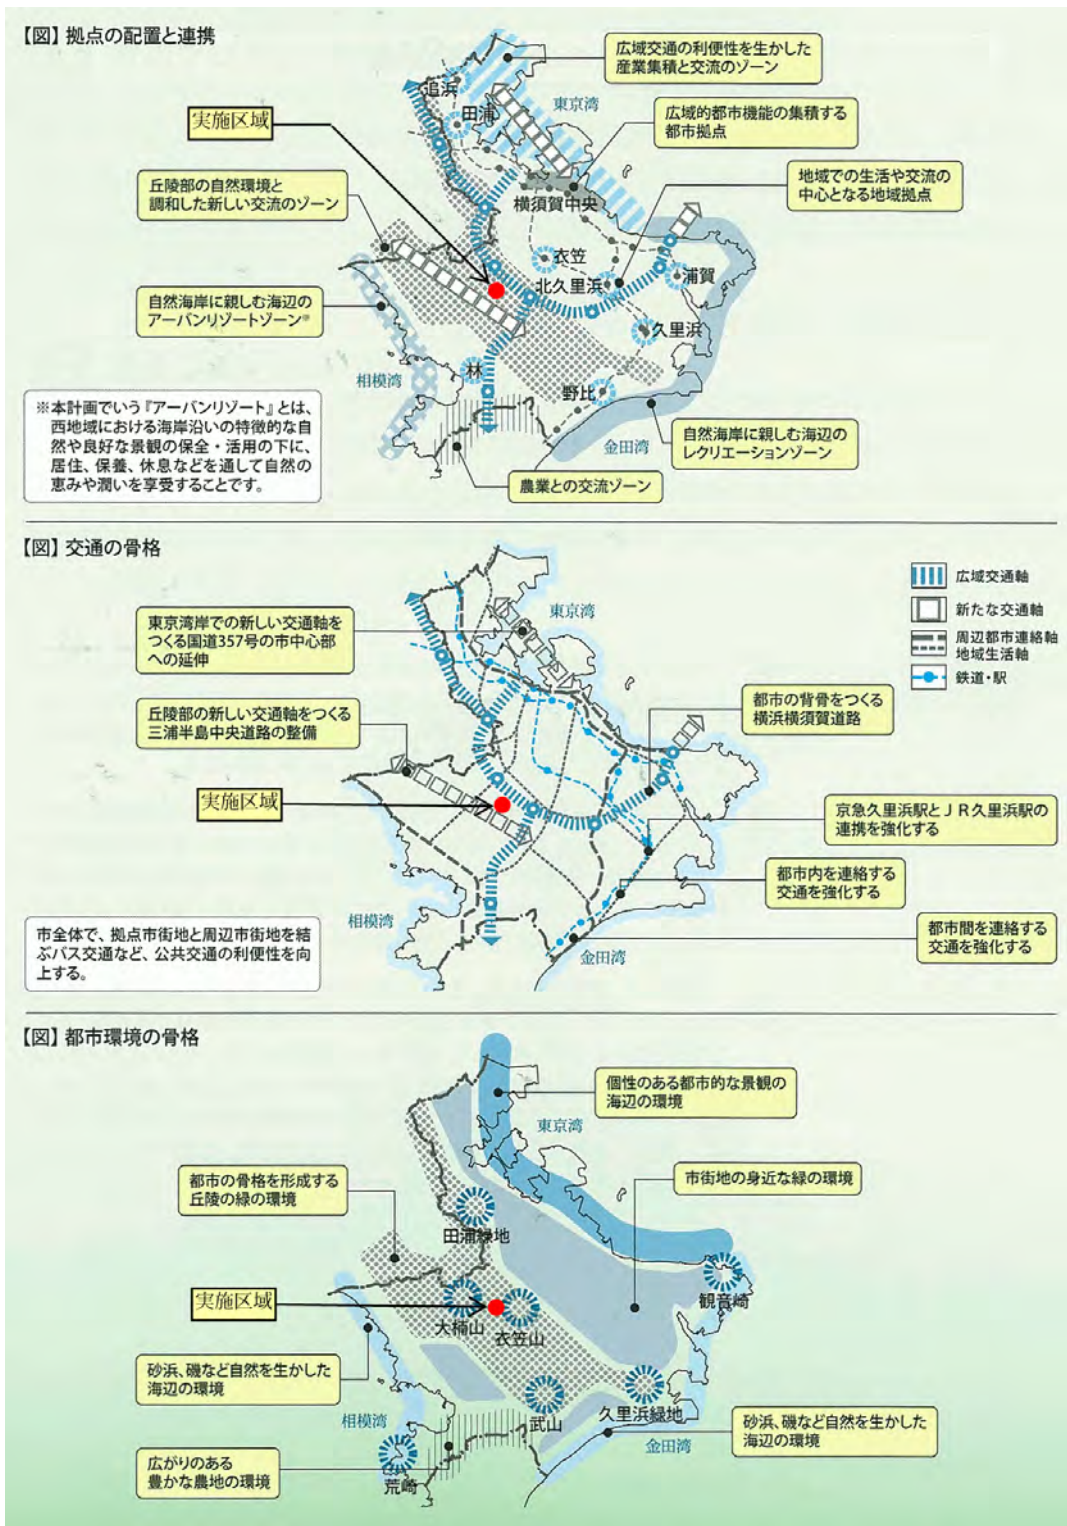 【図】拠点の配置と連携
広域交通の利便性を生かした
産業集積と交流のゾーン
追浜
田浦
東京湾
実施区域
広域的都市機能の集積する
都市拠点
丘陵部の自然環境と
調和した新しい交流のゾーン
横須賀中央
地域での生活や交流の
中心となる地域拠点
衣笠
北久里浜
浦賀
自然海岸に親しむ海辺の
アーバンリゾートゾーン※
久里浜
相模湾
林
野比
※本計画でいう『アーバンリゾート』とは、
西地域における海岸沿いの特徴的な自
然や良好な景観の保全・活用の下に、
居住、保養、休息などを通して自然の
恵みや潤いを享受することです。
金田湾
自然海岸に親しむ海辺の
レクリエーションゾーン
農業との交流ゾーン
【図】交通の骨格
広域交通軸
新たな交通軸
周辺都市連絡軸
地域生活軸
鉄道・駅
東京湾岸での新しい交通軸を
つくる国道357号の市中心部
への延伸
東京湾
丘陵部の新しい交通軸をつくる
三浦半島中央道路の整備
都市の背骨をつくる
横浜横須賀道路
実施区域
京急久里浜駅とJR久里浜駅の
連携を強化する
都市内を連絡する
交通を強化する
相模湾
市全体で、拠点市街地と周辺市街地を結
ぶバス交通など、公共交通の利便性を向
上する。
金田湾
都市間を連絡する
交通を強化する
【図】都市環境の骨格
個性のある都市的な景観の
海辺の環境
東京湾
都市の骨格を形成する
丘陵の緑の環境
市街地の身近な緑の環境
田浦緑地
実施区域
観音崎
大楠山
衣笠山
砂浜、磯など自然を生かした
海辺の環境
相模湾
武山
久里浜緑地
砂浜、磯など自然を生かした
海辺の環境
金田湾
広がりのある
豊かな農地の環境
荒崎